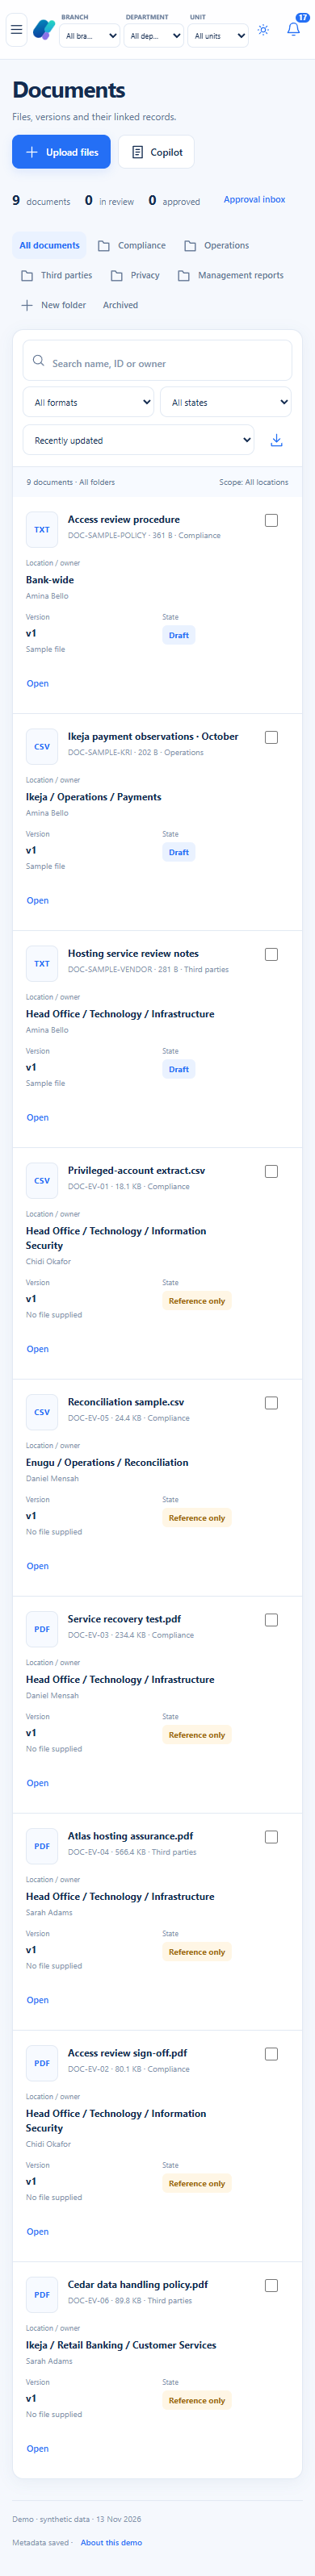 BRANCH DEPARTMENT UNIT
All bra... All dep... All units 17
Documents
Files, versions and their linked records.
Upload files Copilot
9 documents 0 in review 0 approved Approval inbox
All documents Compliance Operations
Third parties Privacy Management reports
New folder Archived
Search name, ID or owner
All formats All states
Recently updated
9 documents · All folders Scope: All locations
TXT Access review procedure
DOC-SAMPLE-POLICY · 361 B · Compliance
Location / owner
Bank-wide
Amina Bello
Version State
v1 Draft
Sample file
Open
CSV Ikeja payment observations · October
DOC-SAMPLE-KRI · 202 B · Operations
Location / owner
Ikeja / Operations / Payments
Amina Bello
Version State
v1 Draft
Sample file
Open
TXT Hosting service review notes
DOC-SAMPLE-VENDOR · 281 B · Third parties
Location / owner
Head Office / Technology / Infrastructure
Amina Bello
Version State
v1 Draft
Sample file
Open
CSV Privileged-account extract.csv
DOC-EV-01 · 18.1 KB · Compliance
Location / owner
Head Office / Technology / Information
Security
Chidi Okafor
Version State
v1 Reference only
No file supplied
Open
CSV Reconciliation sample.csv
DOC-EV-05 · 24.4 KB · Compliance
Location / owner
Enugu / Operations / Reconciliation
Daniel Mensah
Version State
v1 Reference only
No file supplied
Open
PDF Service recovery test.pdf
DOC-EV-03 · 234.4 KB · Compliance
Location / owner
Head Office / Technology / Infrastructure
Daniel Mensah
Version State
v1 Reference only
No file supplied
Open
PDF Atlas hosting assurance.pdf
DOC-EV-04 · 566.4 KB · Third parties
Location / owner
Head Office / Technology / Infrastructure
Sarah Adams
Version State
v1 Reference only
No file supplied
Open
PDF Access review sign-off.pdf
DOC-EV-02 · 80.1 KB · Compliance
Location / owner
Head Office / Technology / Information
Security
Chidi Okafor
Version State
v1 Reference only
No file supplied
Open
PDF Cedar data handling policy.pdf
DOC-EV-06 · 89.8 KB · Third parties
Location / owner
Ikeja / Retail Banking / Customer Services
Sarah Adams
Version State
v1 Reference only
No file supplied
Open
Demo · synthetic data · 13 Nov 2026
Metadata saved · About this demo